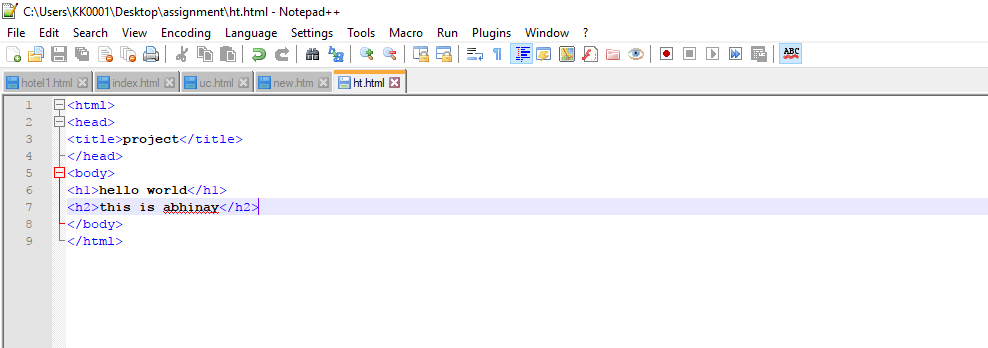 C:\Users\KK0001\Desktop\assignment\ht.html - Notepad++
File Edit Search View Encoding Language Settings Tools Macro Run Plugins Window ?
ABC
hotel1.html index.html uc.html new.htm ht.html
1 <html>
2 <head>
3 <title>project</title>
4 </head>
5 <body>
6 <h1>hello world</h1>
7 <h2>this is abhinay</h2>
8 </body>
9 </html>